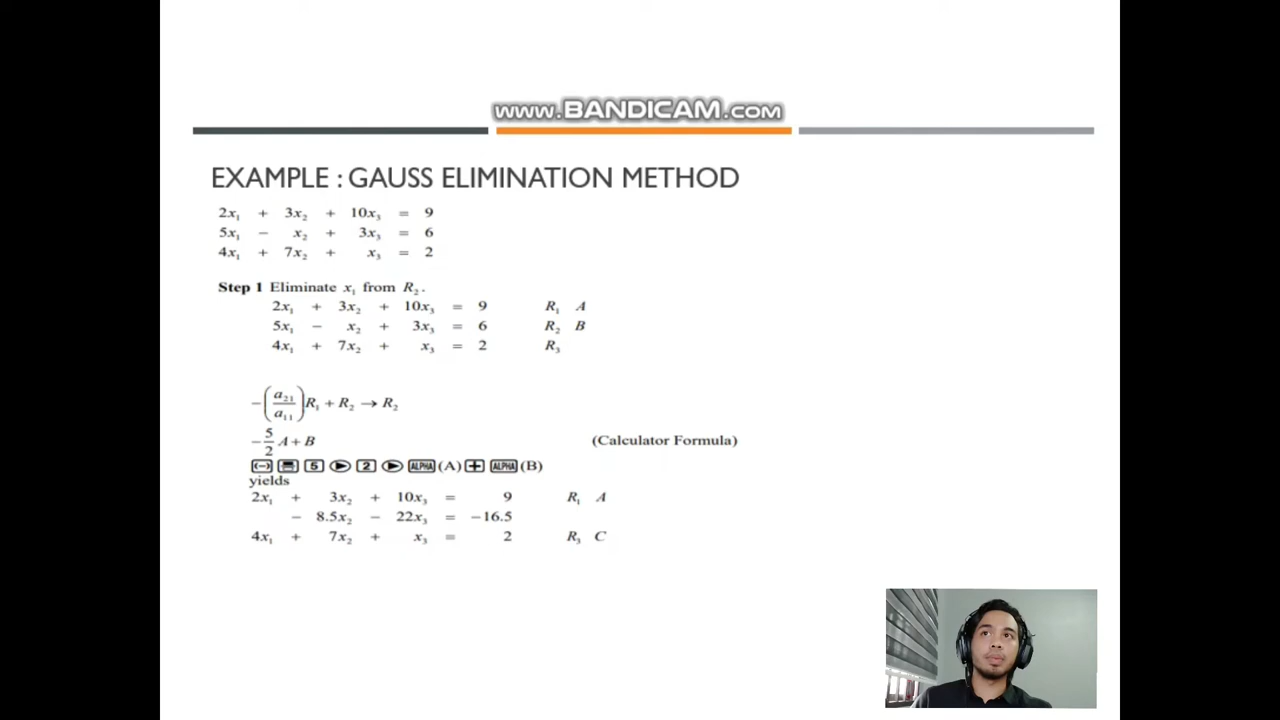 www.BANDICAM.com
EXAMPLE : GAUSS ELIMINATION METHOD
2x₁ + 3x₂ + 10x₃ = 9
5x₁ − x₂ + 3x₃ = 6
4x₁ + 7x₂ + x₃ = 2
Step 1 Eliminate x₁ from R₂.
2x₁ + 3x₂ + 10x₃ = 9 R₁ A
5x₁ − x₂ + 3x₃ = 6 R₂ B
4x₁ + 7x₂ + x₃ = 2 R₃
−(a₂₁/a₁₁)R₁ + R₂ → R₂
−5/2 A + B (Calculator Formula)
(−) 5 ▶ 2 ▶ ALPHA (A) + ALPHA (B)
yields
2x₁ + 3x₂ + 10x₃ = 9 R₁ A
− 8.5x₂ − 22x₃ = −16.5
4x₁ + 7x₂ + x₃ = 2 R₃ C